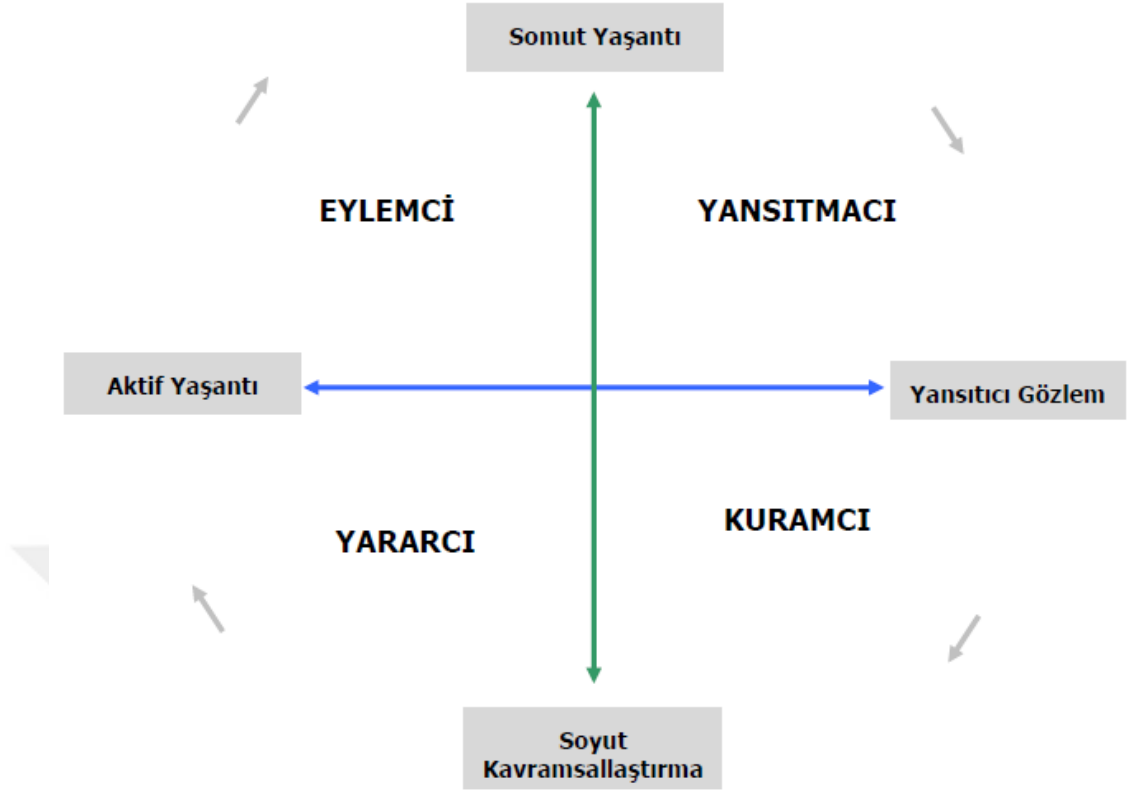 Somut Yaşantı
EYLEMCİ
YANSITMACI
Aktif Yaşantı
Yansıtıcı Gözlem
YARARCI
KURAMCI
Soyut
Kavramsallaştırma